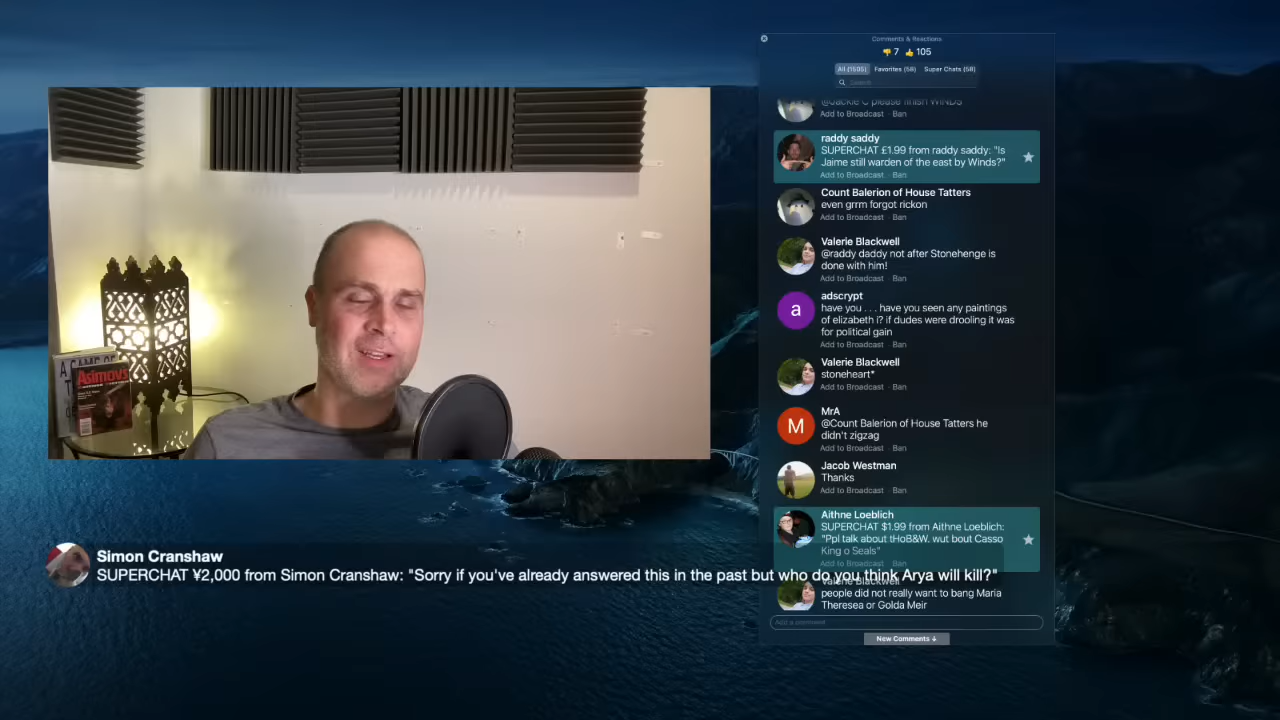 Comments & Reactions
👎 7 👍 105
All (1505) Favorites (58) Super Chats (58)
Search
@Jackie C please finish WINDS
Add to Broadcast Ban
raddy saddy
SUPERCHAT £1.99 from raddy saddy: "Is
Jaime still warden of the east by Winds?"
Add to Broadcast Ban
Count Balerion of House Tatters
even grrm forgot rickon
Add to Broadcast Ban
Valerie Blackwell
@raddy daddy not after Stonehenge is
done with him!
Add to Broadcast Ban
a
adscrypt
have you . . . have you seen any paintings
of elizabeth I? if dudes were drooling it was
for political gain
Add to Broadcast Ban
Valerie Blackwell
stoneheart*
Add to Broadcast Ban
M
MrA
@Count Balerion of House Tatters he
didn't zigzag
Add to Broadcast Ban
Jacob Westman
Thanks
Add to Broadcast Ban
Aithne Loeblich
SUPERCHAT $1.99 from Aithne Loeblich:
"Ppl talk about tHoB&W. wut bout Casso
King o Seals"
Add to Broadcast Ban
Valerie Blackwell
people did not really want to bang Maria
Theresea or Golda Meir
Add a comment
New Comments ↓
A GAME OF
Asimov's
Simon Cranshaw
SUPERCHAT ¥2,000 from Simon Cranshaw: "Sorry if you've already answered this in the past but who do you think Arya will kill?"